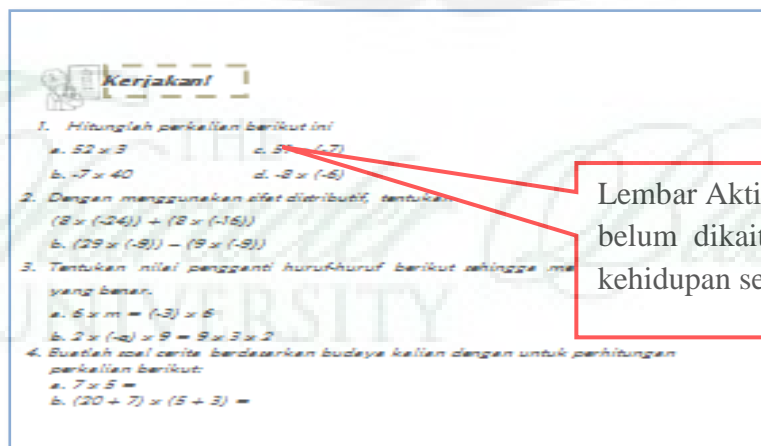 Kerjakan!
1. Hitunglah perkalian berikut ini
a. 52 x 3 c. (-7)
b. -7 x 40 d. -8 x (-6)
2. Dengan menggunakan sifat distributif, tentukan
(8 x (-24)) + (8 x (-16))
b. (29 x (-9)) – (9 x (-9))
3. Tentukan nilai pengganti huruf-huruf berikut sehingga me
yang benar.
a. 6 x m = (-3) x 6
b. 2 x (-a) x 9 = 9 x 3 x 2
4. Buatlah soal cerita berdasarkan budaya kalian dengan untuk perhitungan
perkalian berikut:
a. 7 x 5 =
b. (20 + 7) x (5 + 3) =
Lembar Akti
belum dikait
kehidupan se
UNIVERSITY